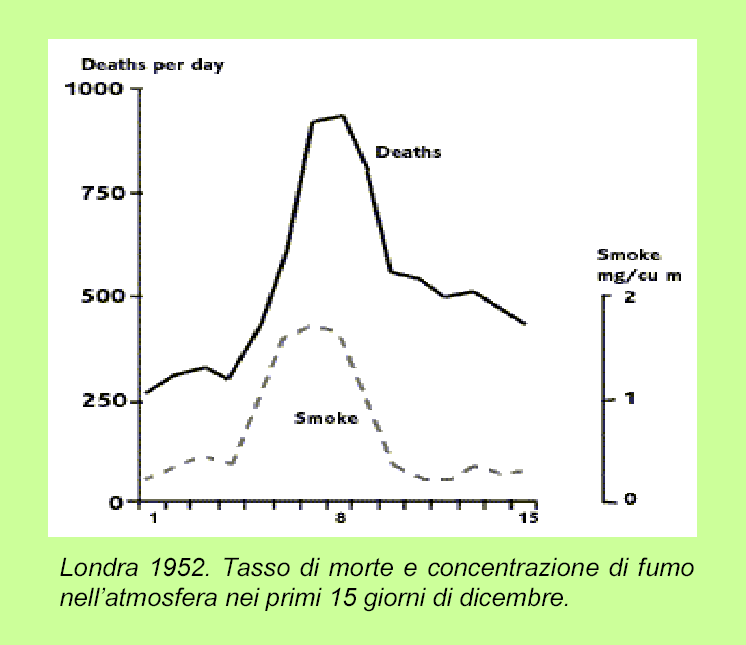 Deaths per day
1000
Deaths
750
Smoke
mg/cu m
500
2
250
Smoke
1
0
0
1
8
15
Londra 1952. Tasso di morte e concentrazione di fumo
nell'atmosfera nei primi 15 giorni di dicembre.